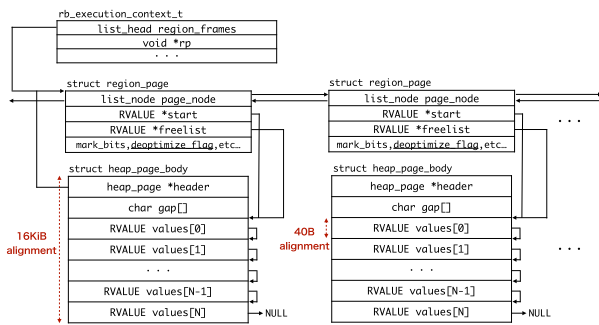 rb_execution_context_t
list_head region_frames
void *rp
. . .
struct region_page
list_node page_node
RVALUE *start
RVALUE *freelist
mark_bits,deoptimize flag,etc…
struct region_page
list_node page_node
RVALUE *start
RVALUE *freelist
mark_bits,deoptimize flag,etc…
. . .
struct heap_page_body
heap_page *header
char gap[]
RVALUE values[0]
RVALUE values[1]
. . .
RVALUE values[N-1]
RVALUE values[N]
NULL
16KiB
alignment
struct heap_page_body
heap_page *header
char gap[]
RVALUE values[0]
RVALUE values[1]
. . .
RVALUE values[N-1]
RVALUE values[N]
NULL
40B
alignment
. . .